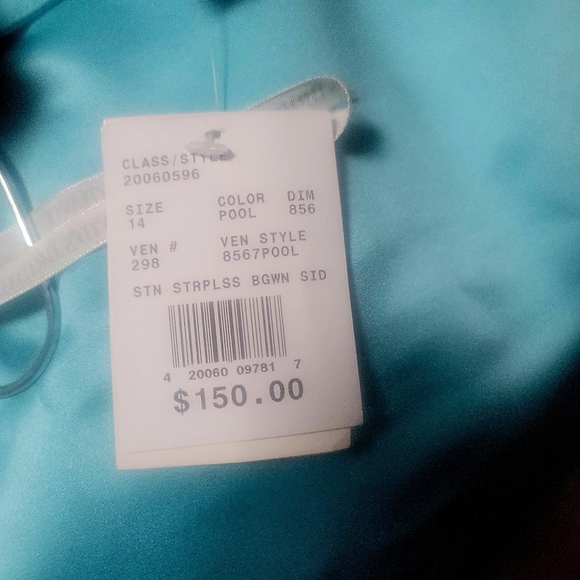 CLASS/STYLE
20060596
SIZE COLOR DIM
14 POOL 856
VEN # VEN STYLE
298 8567POOL
STN STRPLSS BGWN SID
4 20060 09781 7
$150.00